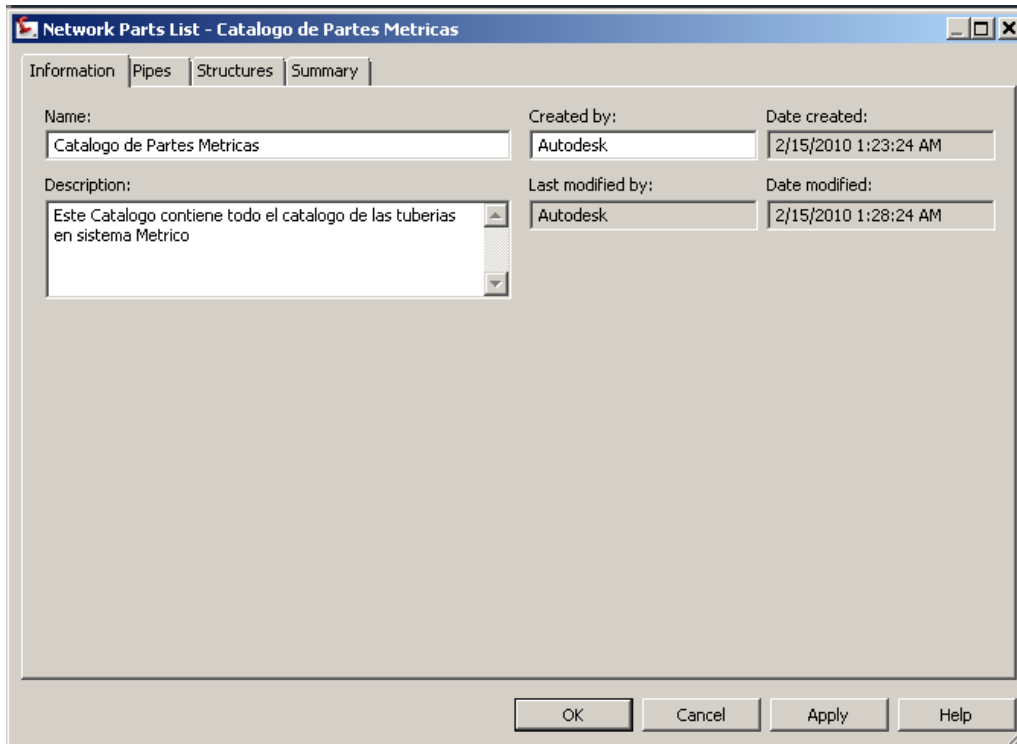 Network Parts List - Catalogo de Partes Metricas
Information Pipes Structures Summary
Name: Created by: Date created:
Catalogo de Partes Metricas Autodesk 2/15/2010 1:23:24 AM
Description: Last modified by: Date modified:
Este Catalogo contiene todo el catalogo de las tuberias Autodesk 2/15/2010 1:28:24 AM
en sistema Metrico
OK Cancel Apply Help